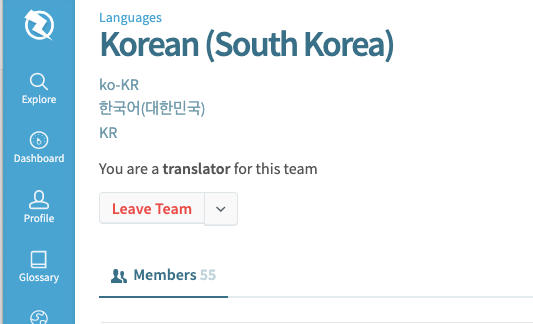 Languages
Korean (South Korea)
ko-KR
한국어(대한민국)
KR
You are a translator for this team
Leave Team
Members 55
Explore
Dashboard
Profile
Glossary